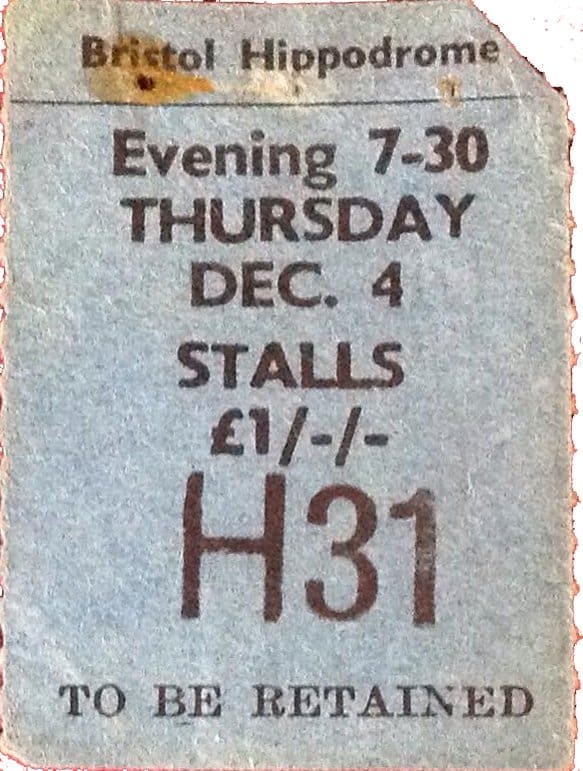 Bristol Hippodrome
Evening 7-30
THURSDAY
DEC. 4
STALLS
£1/-/-
H31
TO BE RETAINED